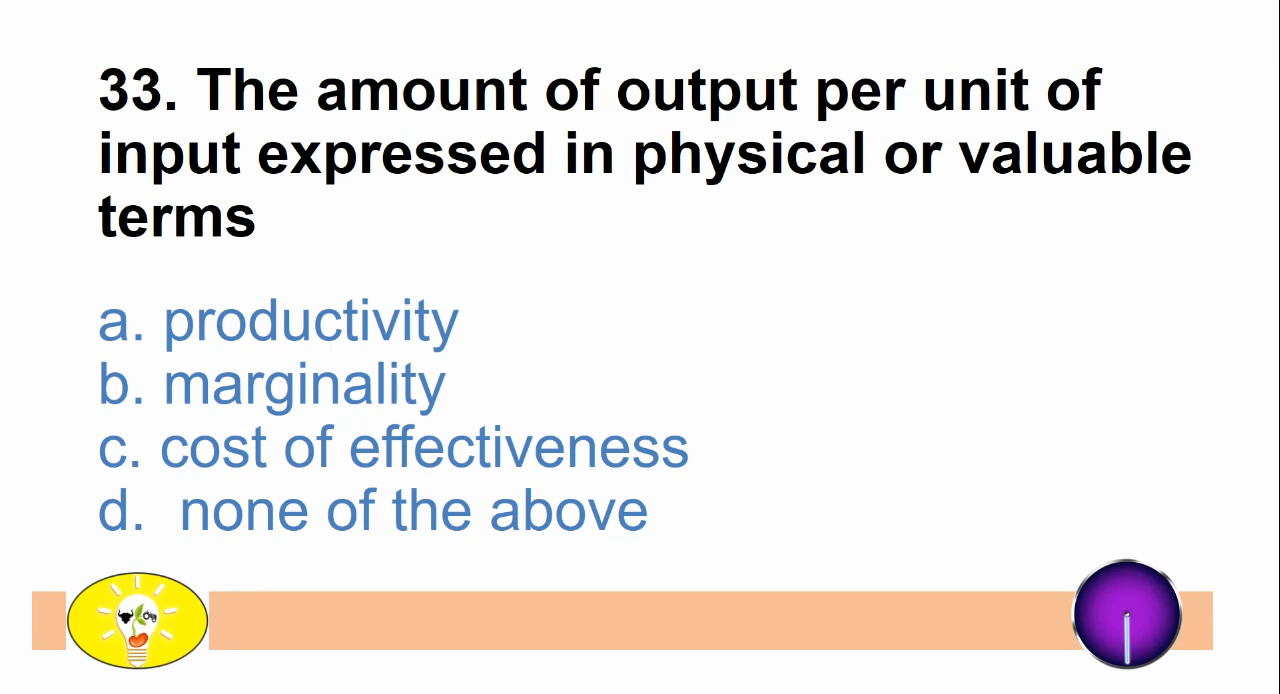 33. The amount of output per unit of
input expressed in physical or valuable
terms
a. productivity
b. marginality
c. cost of effectiveness
d. none of the above